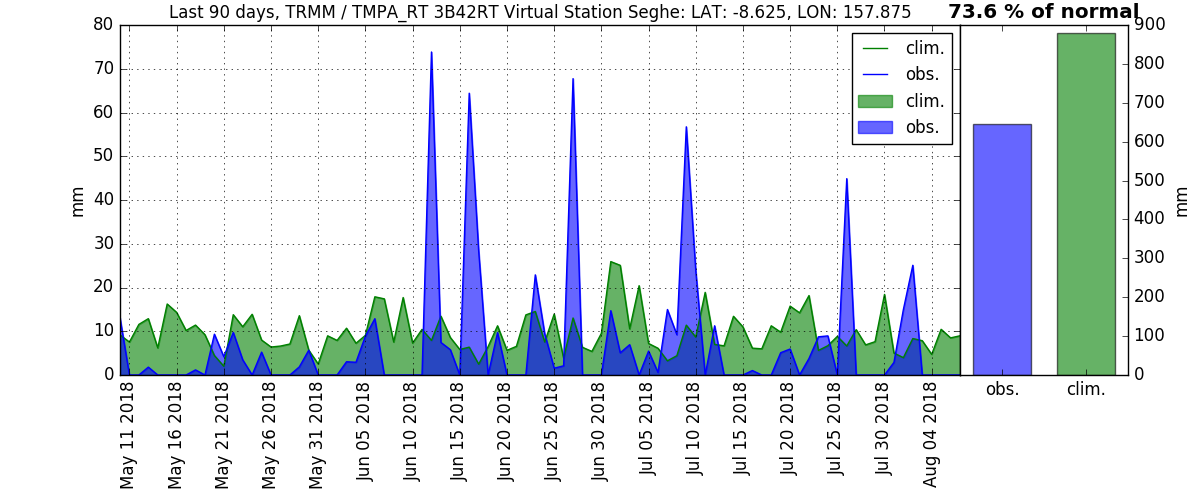 Last 90 days, TRMM / TMPA_RT 3B42RT Virtual Station Seghe: LAT: -8.625, LON: 157.875
73.6 % of normal
80
70
60
50
40
30
20
10
0
mm
clim.
obs.
clim.
obs.
900
800
700
600
500
400
300
200
100
0
mm
May 11 2018
May 16 2018
May 21 2018
May 26 2018
May 31 2018
Jun 05 2018
Jun 10 2018
Jun 15 2018
Jun 20 2018
Jun 25 2018
Jun 30 2018
Jul 05 2018
Jul 10 2018
Jul 15 2018
Jul 20 2018
Jul 25 2018
Jul 30 2018
Aug 04 2018
obs.
clim.